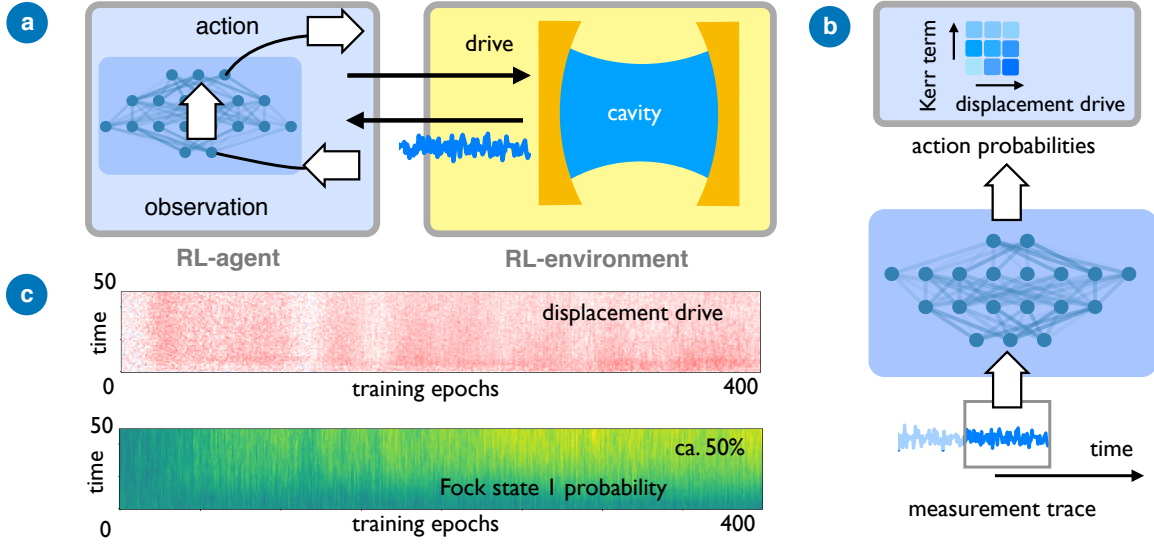 a
action
observation
RL-agent
drive
cavity
RL-environment
b
Kerr term
displacement drive
action probabilities
time
measurement trace
c
50
time
0
displacement drive
training epochs
400
50
time
0
ca. 50%
Fock state 1 probability
training epochs
400